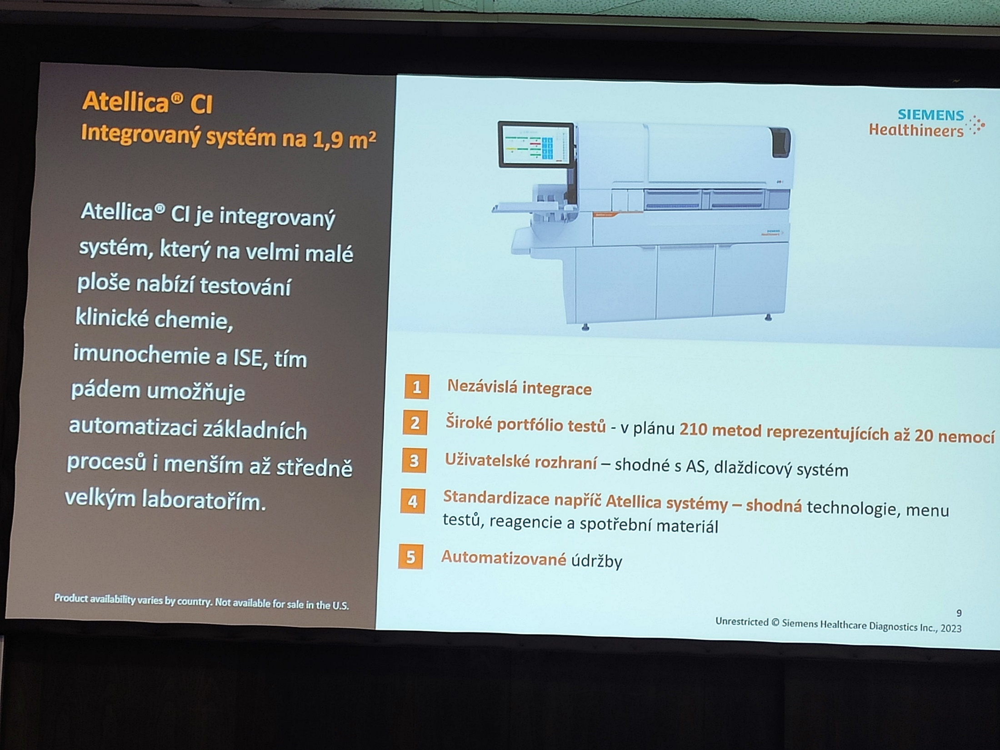 Atellica® CI
Integrovaný systém na 1,9 m²
Atellica® CI je integrovaný
systém, který na velmi malé
ploše nabízí testování
klinické chemie,
imunochemie a ISE, tím
pádem umožňuje
automatizaci základních
procesů i menším až středně
velkým laboratořím.
Product availability varies by country. Not available for sale in the U.S.
SIEMENS
Healthineers
SIEMENS
Healthineers
1 Nezávislá integrace
2 Široké portfólio testů - v plánu 210 metod reprezentujících až 20 nemocí
3 Uživatelské rozhraní – shodné s AS, dlaždicový systém
4 Standardizace napříč Atellica systémy – shodná technologie, menu
testů, reagencie a spotřební materiál
5 Automatizované údržby
9
Unrestricted © Siemens Healthcare Diagnostics Inc., 2023